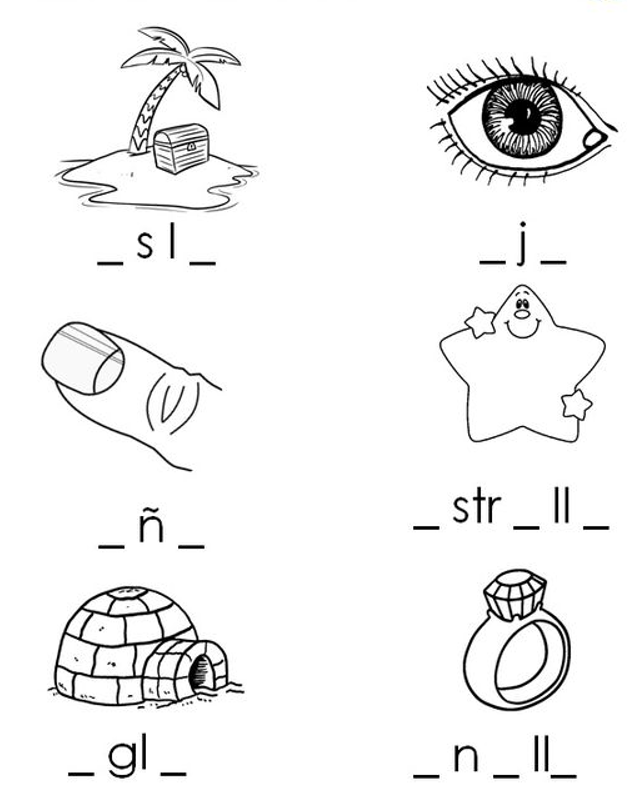 _ s l _
_ j _
_ ñ _
_ str _ ll _
_ gl _
_ n _ ll_